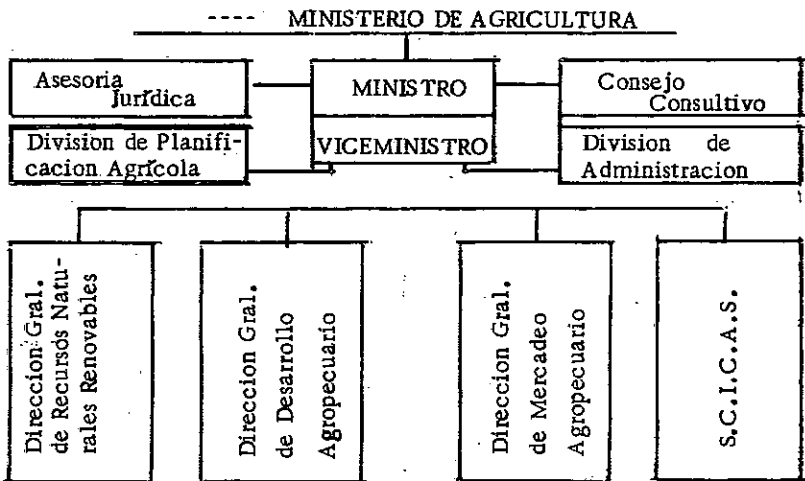 ---- MINISTERIO DE AGRICULTURA
Asesoria
Jurídica
MINISTRO
Consejo
Consultivo
Division de Planifi-
cacion Agrícola
VICEMINISTRO
Division de
Administracion
Direccion Gral.
de Recursos Natu-
rales Renovables
Direccion Gral.
de Desarrollo
Agropecuario
Direccion Gral.
de Mercadeo
Agropecuario
S.C.I.C.A.S.